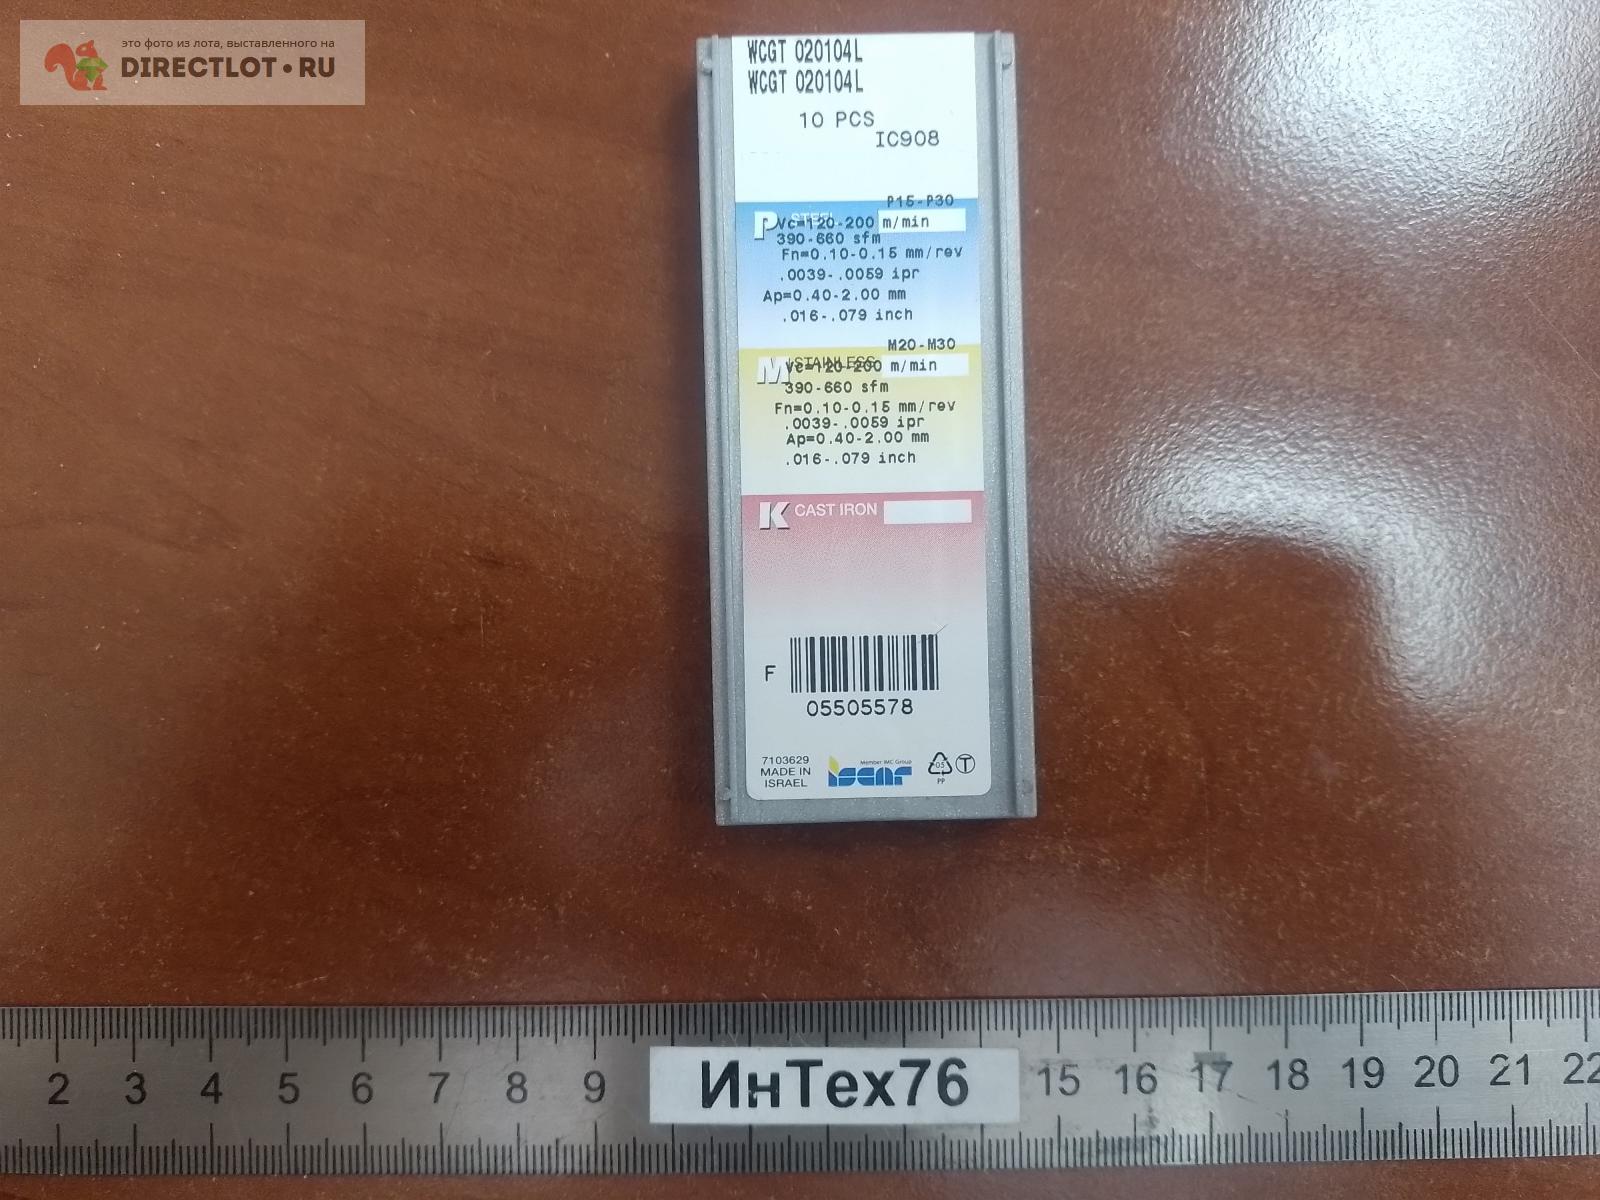 это фото из лота, выставленного на
DIRECTLOT•RU
WCGT 020104L
WCGT 020104L
10 PCS
IC908
P15-P30
P STEEL
Vc=120-200 m/min
390-660 sfm
Fn=0.10-0.15 mm/rev
.0039-.0059 ipr
Ap=0.40-2.00 mm
.016-.079 inch
M20-M30
M STAINLESS
Vc=120-200 m/min
390-660 sfm
Fn=0.10-0.15 mm/rev
.0039-.0059 ipr
Ap=0.40-2.00 mm
.016-.079 inch
K CAST IRON
F
05505578
7103629
MADE IN
ISRAEL
Member IMC Group
iscar
05
PP
T
2 3 4 5 6 7 8 9 ИнТех76 15 16 17 18 19 20 21 22